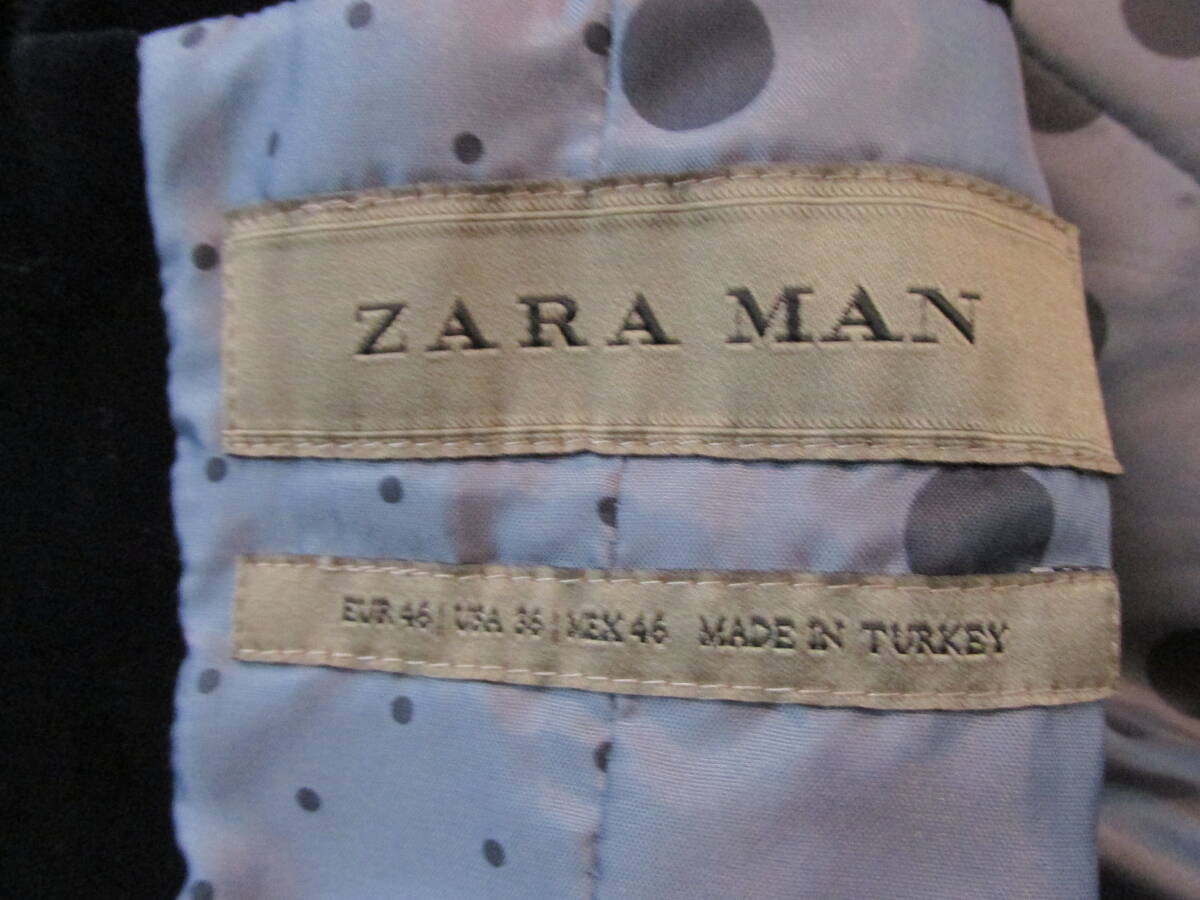 ZARA MAN
EUR 46 | USA 36 | MEX 46 MADE IN TURKEY